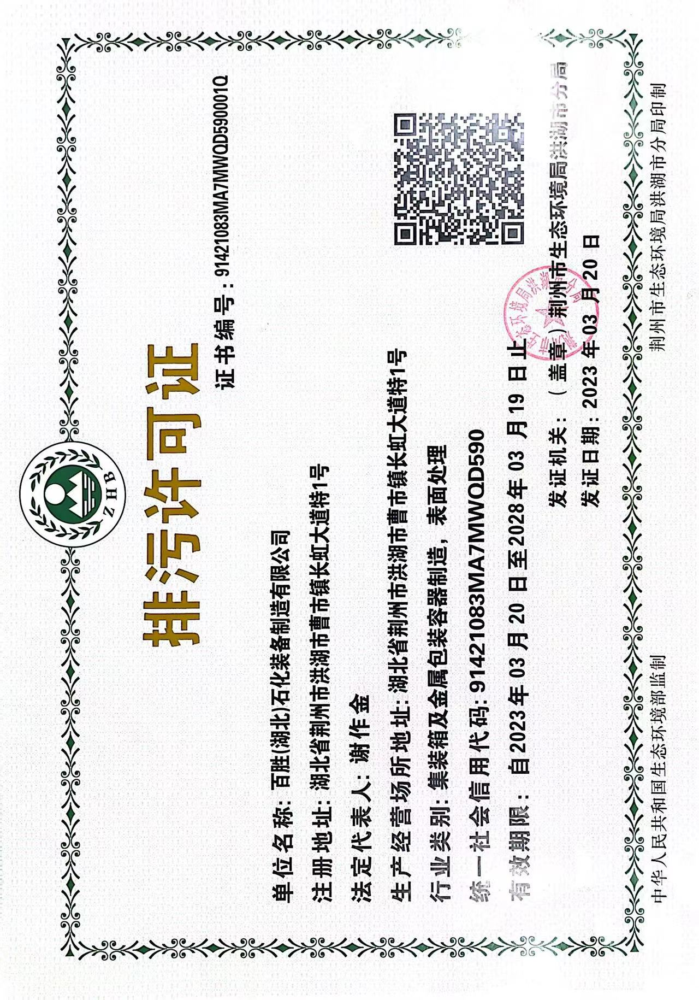 ZHB
排污许可证
证书编号：91421083MA7MWQD590001Q
单位名称：百胜(湖北)石化装备制造有限公司
注册地址：湖北省荆州市洪湖市曹市镇长虹大道特1号
法定代表人：谢作金
生产经营场所地址：湖北省荆州市洪湖市曹市镇长虹大道特1号
行业类别：集装箱及金属包装容器制造，表面处理
统一社会信用代码：91421083MA7MWQD590
有效期限：自2023年03月20日至2028年03月19日止
发证机关：（盖章）荆州市生态环境局洪湖市分局
发证日期：2023年03月20日
中华人民共和国生态环境部监制
荆州市生态环境局洪湖市分局印制